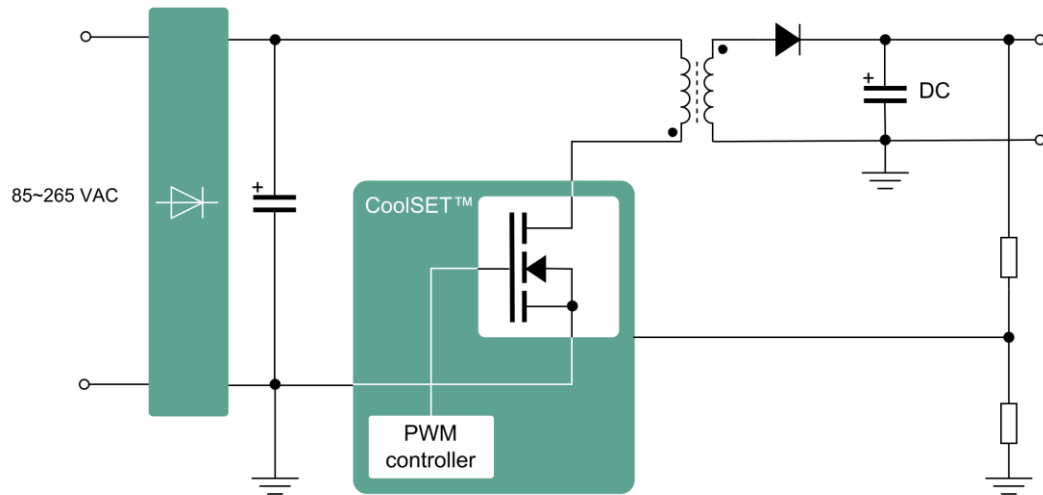 +
DC
85~265 VAC
+
CoolSET™
PWM
controller